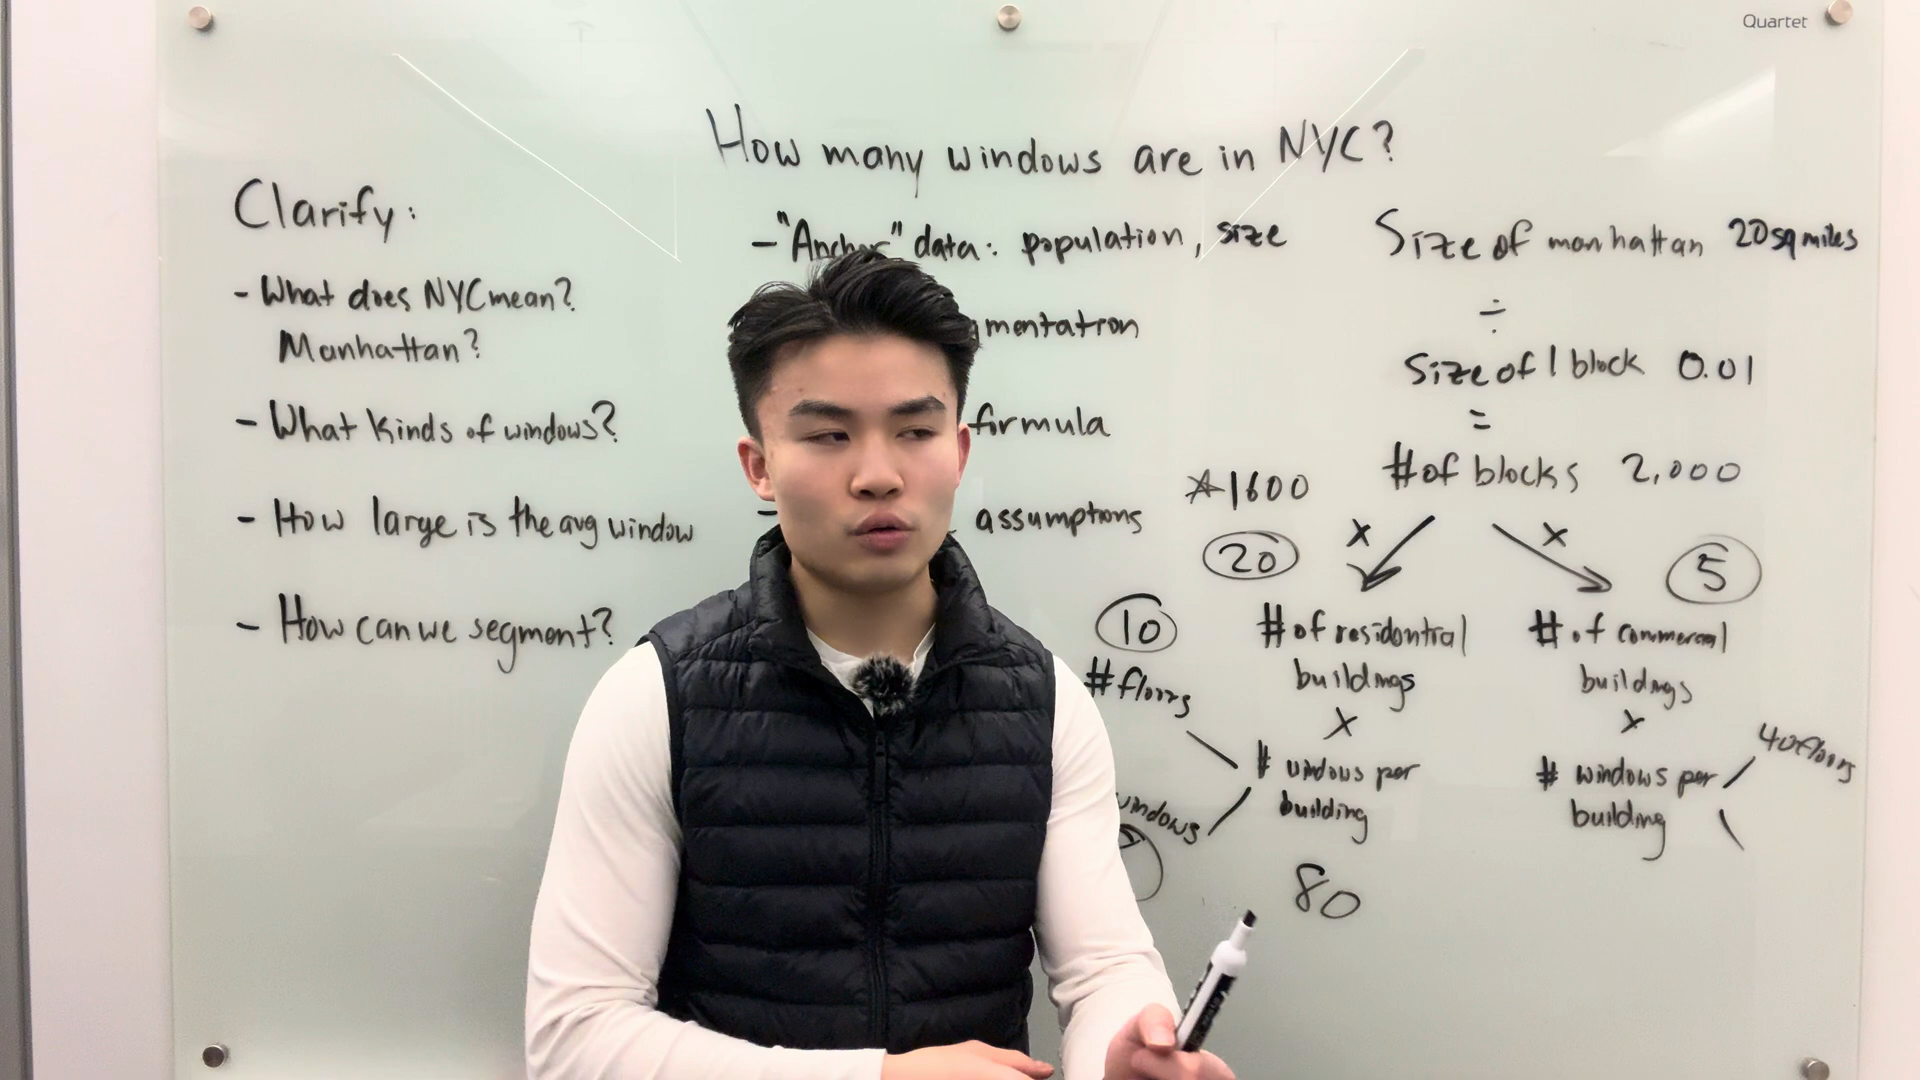 Quartet
How many windows are in NYC?
Clarify:
- What does NYC mean?
Manhattan?
- What kinds of windows?
- How large is the avg window
- How can we segment?
- "Anchor" data: population, size
mentation
formula
assumptions
Size of manhattan 20 sq miles
÷
Size of 1 block 0.01
=
# of blocks 2,000
1600
x x
20 5
10
# of residential
buildings
# of commercial
buildings
# floors
x x
# windows per
building
windows
80
# windows per
building
40 floors